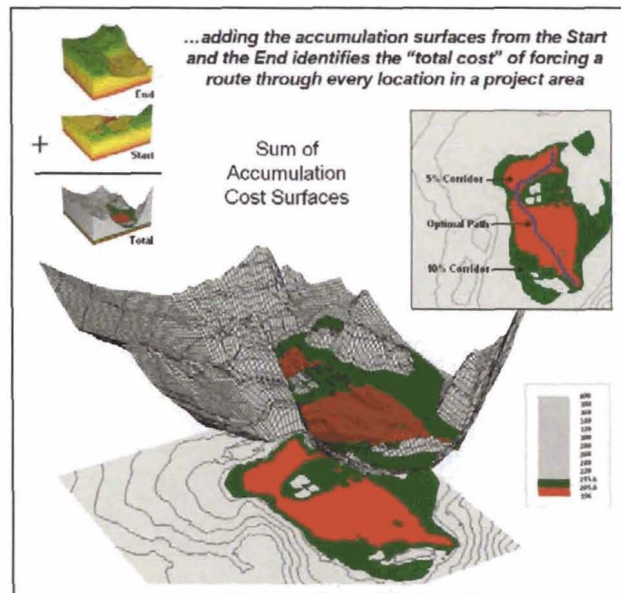 ...adding the accumulation surfaces from the Start
and the End identifies the “total cost” of forcing a
route through every location in a project area
End
+
Start
Total
Sum of
Accumulation
Cost Surfaces
5% Corridor
Optimal Path
10% Corridor